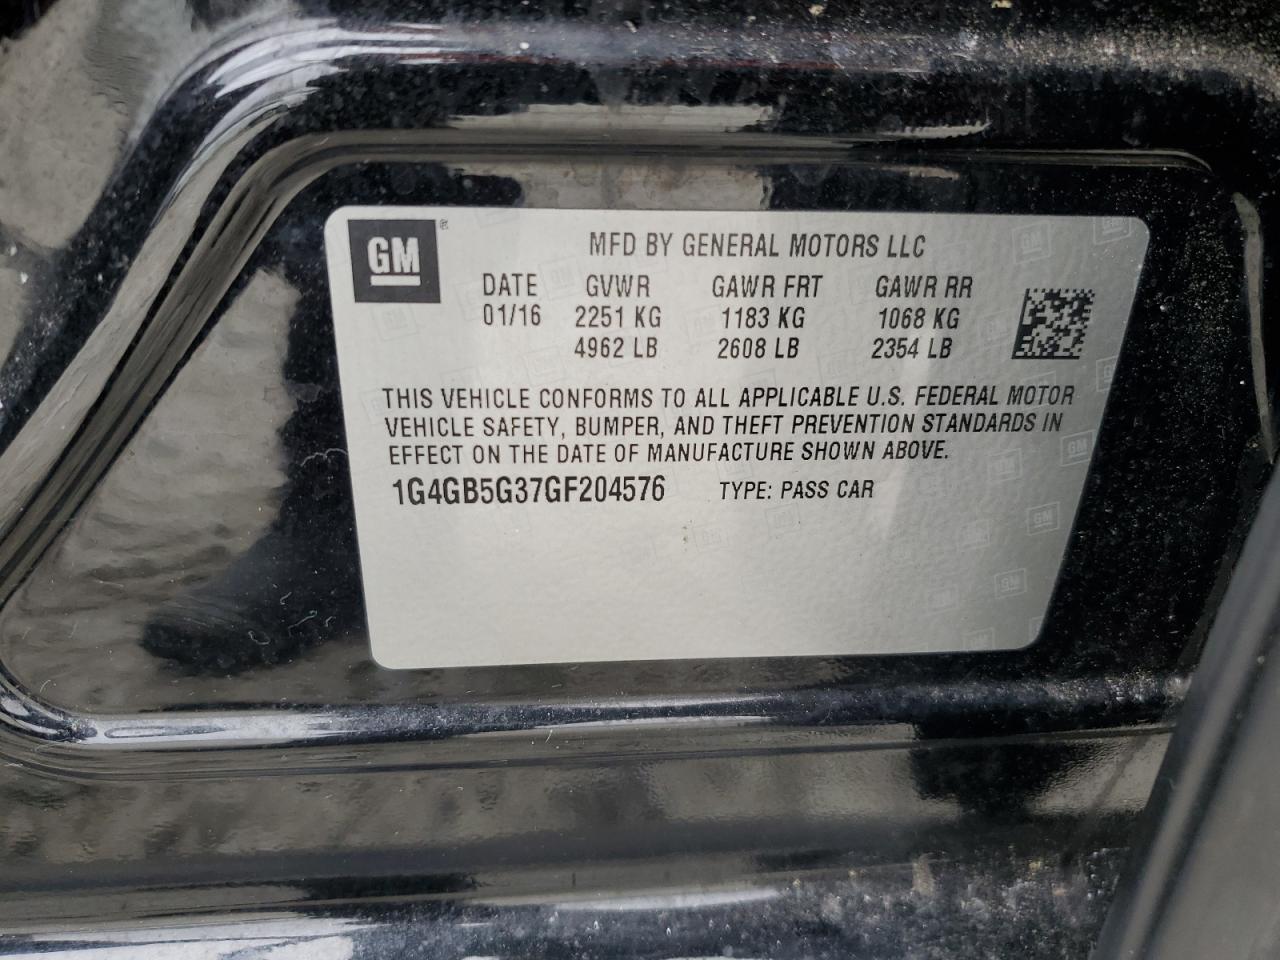 GM®
MFD BY GENERAL MOTORS LLC
DATE GVWR GAWR FRT GAWR RR
01/16 2251 KG 1183 KG 1068 KG
4962 LB 2608 LB 2354 LB
THIS VEHICLE CONFORMS TO ALL APPLICABLE U.S. FEDERAL MOTOR
VEHICLE SAFETY, BUMPER, AND THEFT PREVENTION STANDARDS IN
EFFECT ON THE DATE OF MANUFACTURE SHOWN ABOVE.
1G4GB5G37GF204576 TYPE: PASS CAR